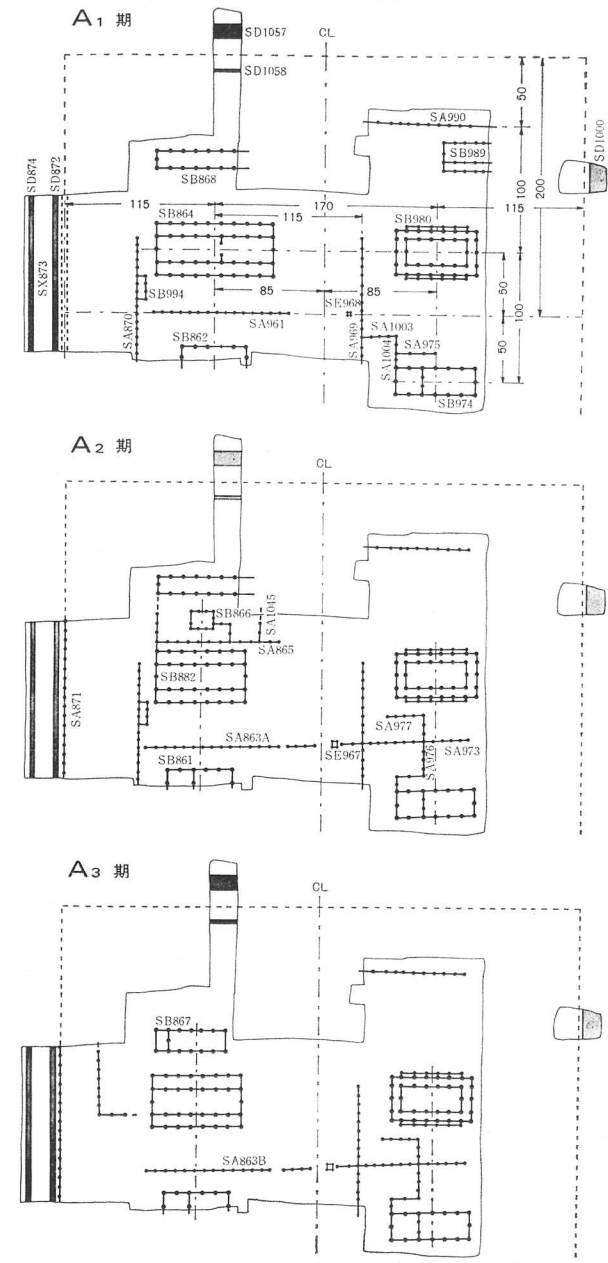 A1 期
SD1057
CL
SD1058
50
SA990
SB989
SD1000
SB868
100
200
SD874
SD872
115
170
115
SB864
115
SB980
SX873
SB994
85
SE968
85
50
SA961
SA870
SB862
SA969
SA1003
SA975
SA1004
50
100
SB974
A2 期
CL
SB866
SA1045
SA865
SB882
SA871
SA863A
SA977
SE967
SA973
SA976
SB861
A3 期
CL
SB867
SA863B